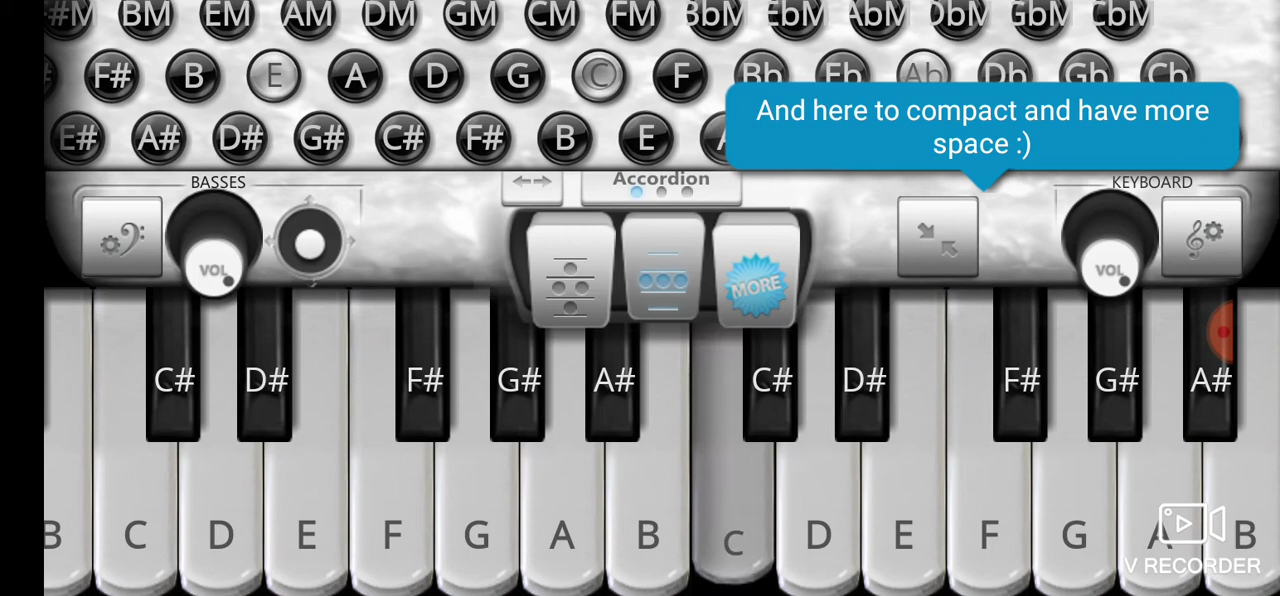 #M BM EM AM DM GM CM FM BbM EbM AbM DbM GbM CbM
# F# B E A D G C F Bb Eb Ab Db Gb Cb
E# A# D# G# C# F# B E
And here to compact and have more
space :)
BASSES
Accordion
KEYBOARD
VOL
MORE
VOL
C# D# F# G# A# C# D# F# G# A#
B C D E F G A B C D E F G A B
V RECORDER